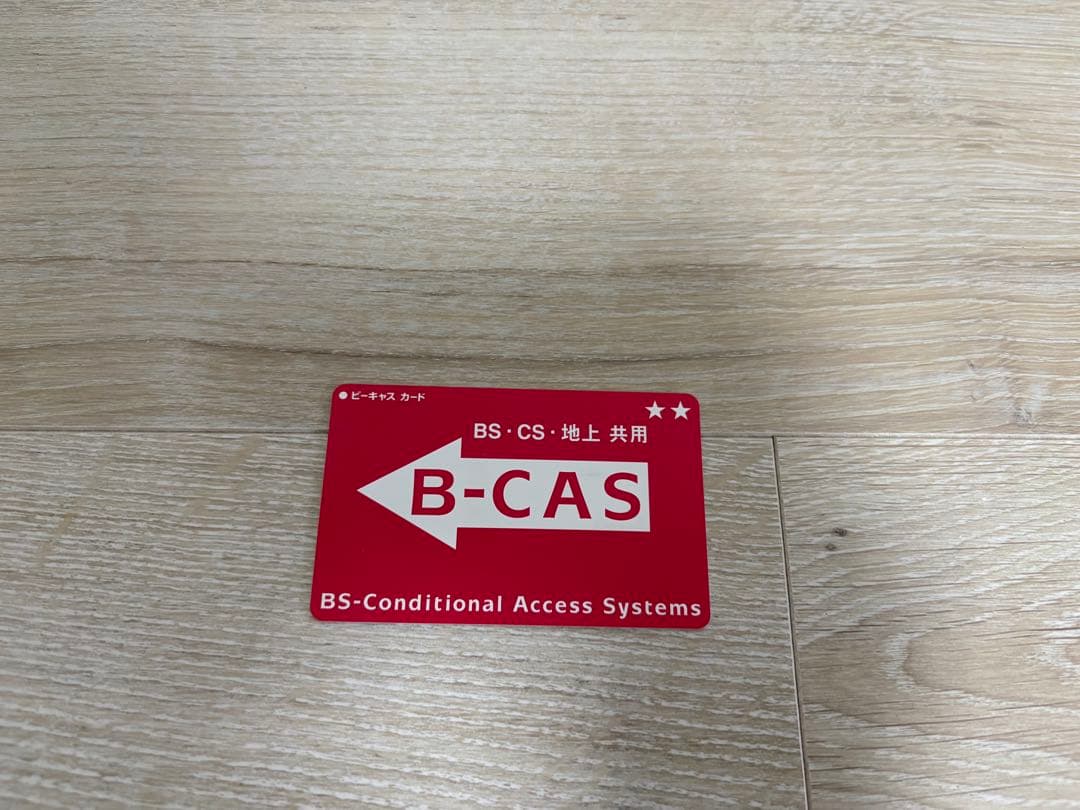 ●ビーキャス カード
★★
BS・CS・地上 共用
B-CAS
BS-Conditional Access Systems